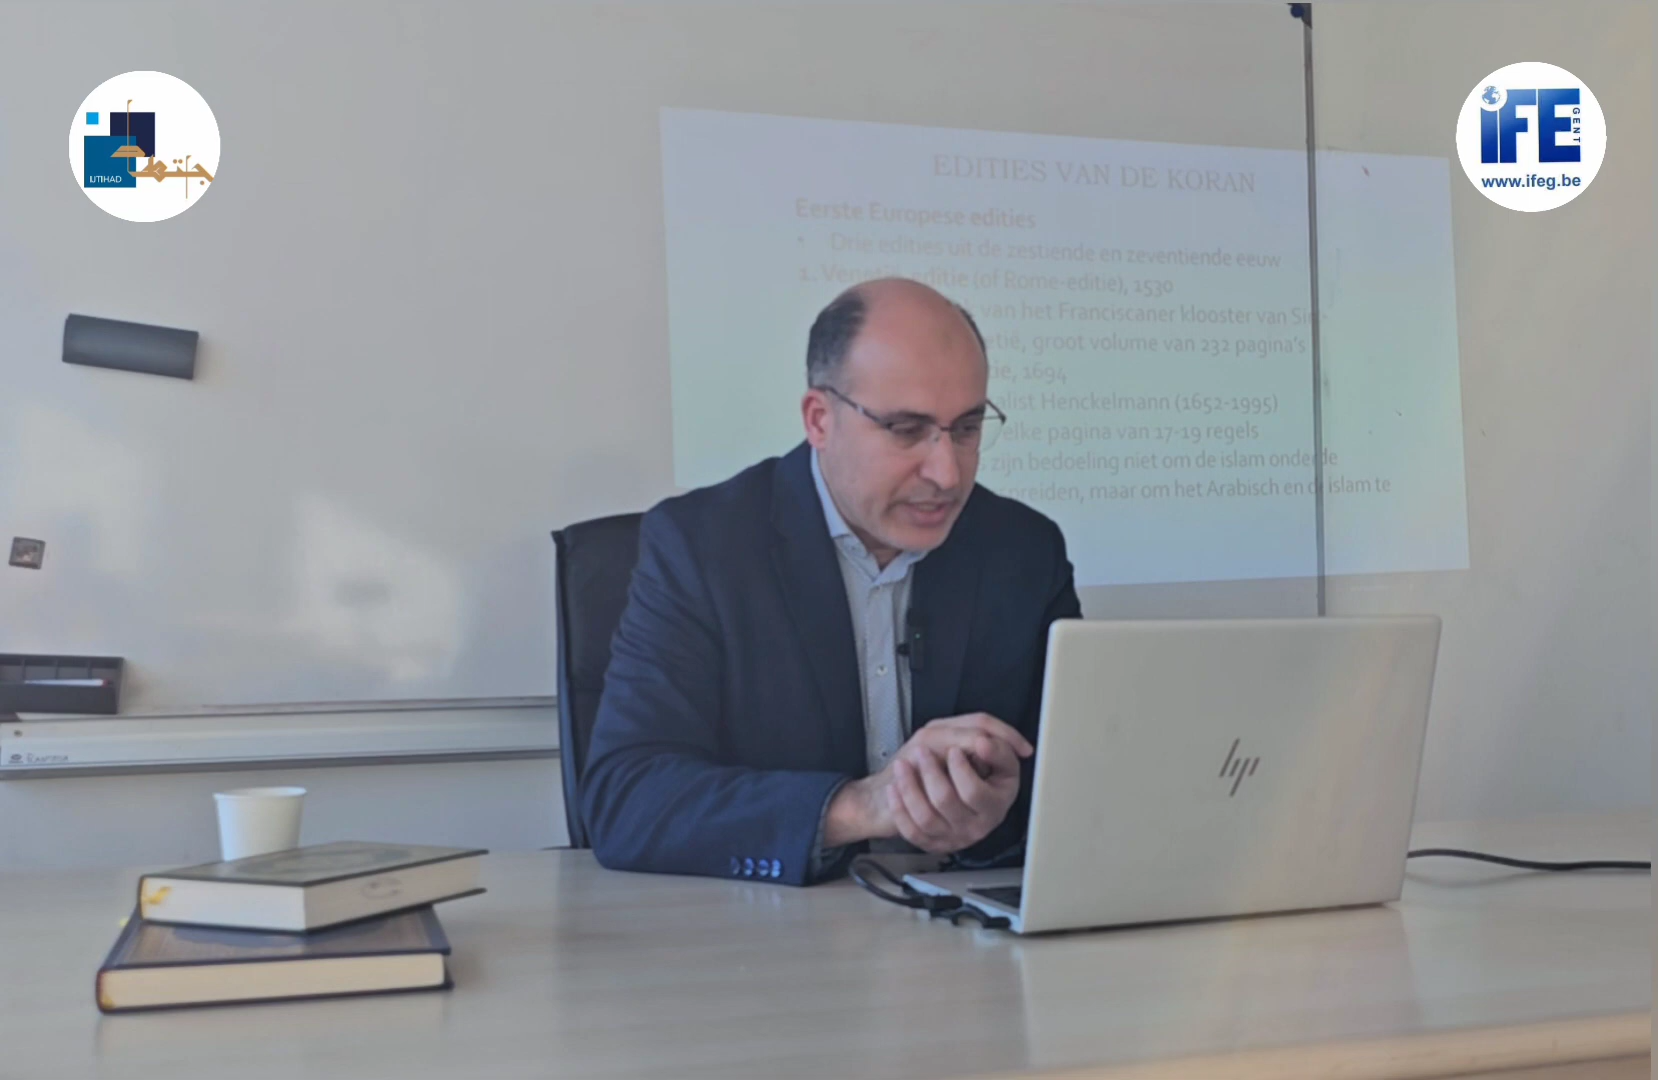 IJTIHAD
iFE
GENT
www.ifeg.be
EDITIES VAN DE KORAN
Eerste Europese edities
• Drie edities uit de zestiende en zeventiende eeuw
1. Venetië-editie (of Rome-editie), 1530
van het Franciscaner klooster van
groot volume van 232 pagina's
1694
Henckelmann (1652-1995)
elke pagina van 17-19 regels
zijn bedoeling niet om de islam onder de
maar om het Arabisch en de islam te
hp